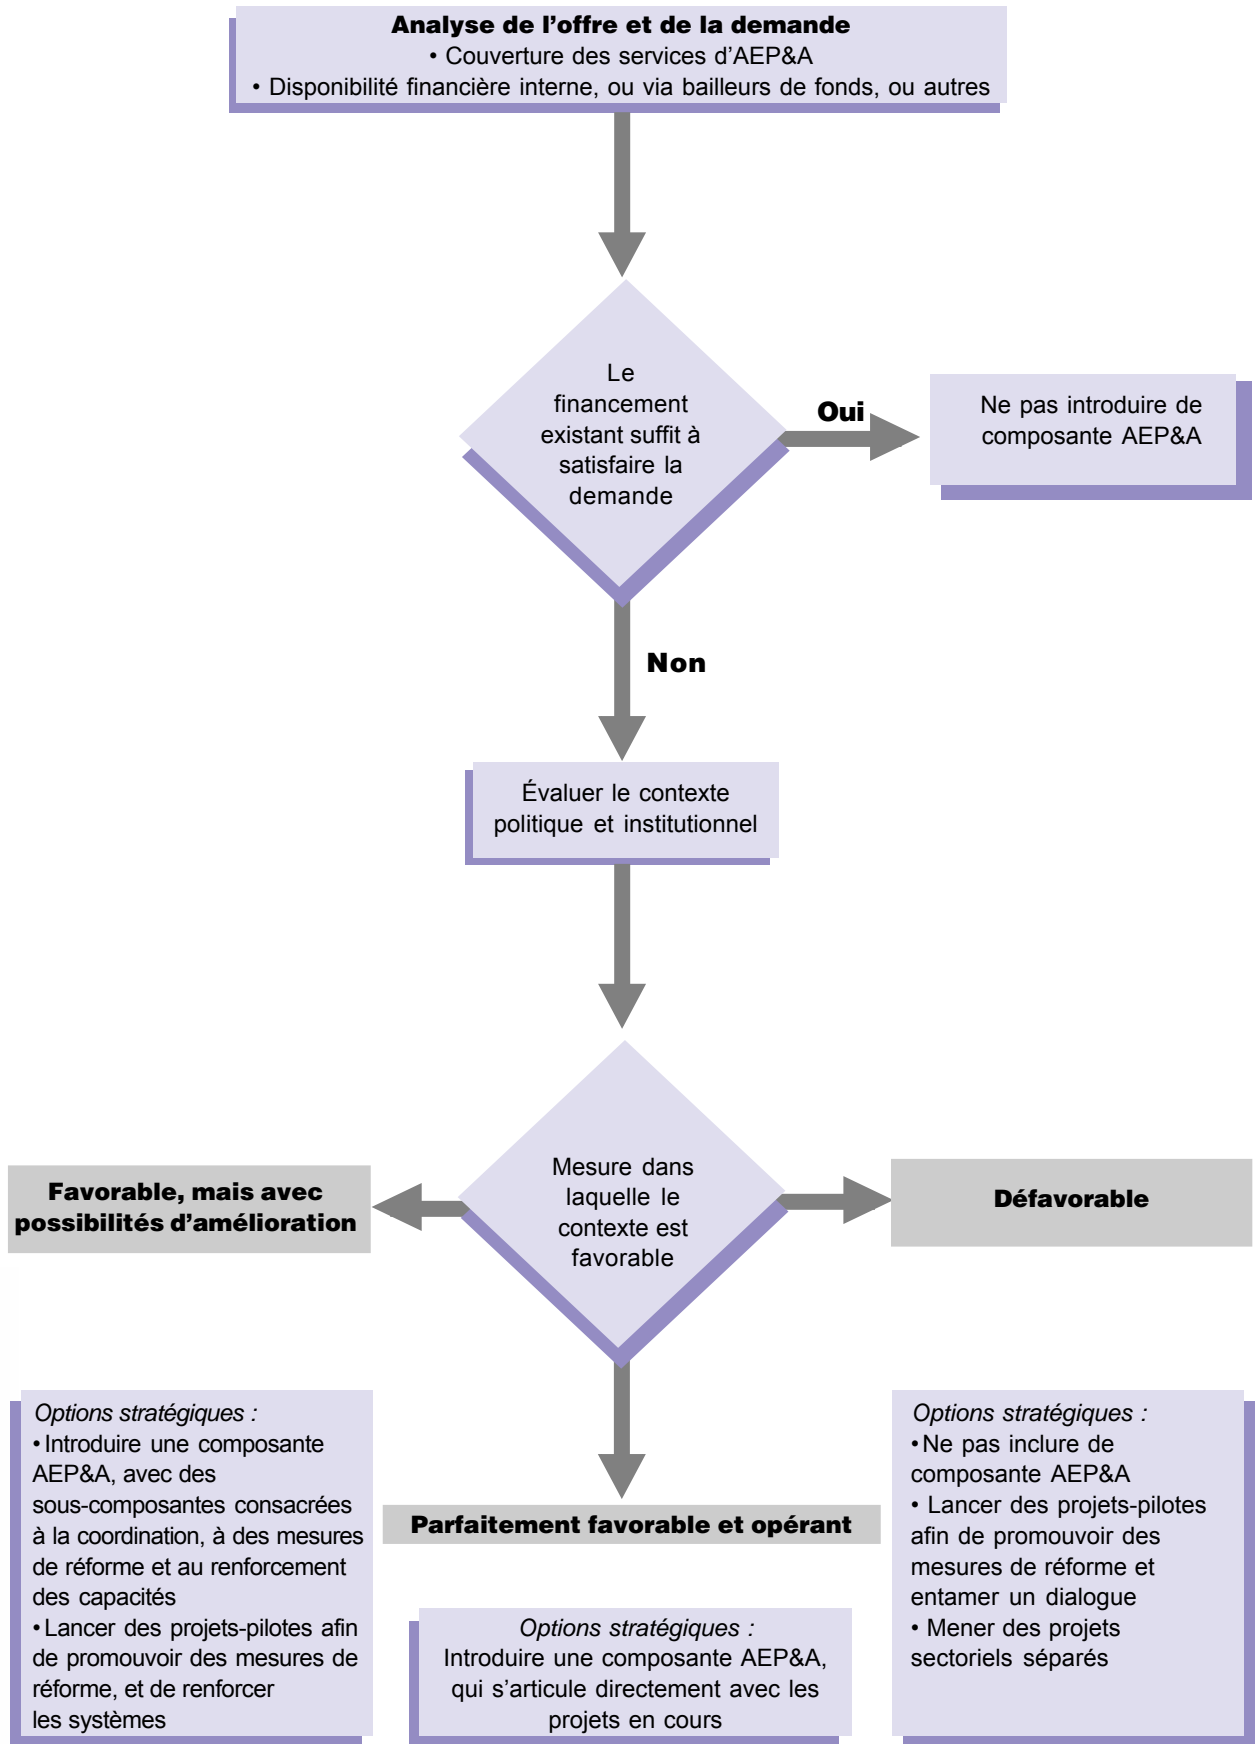 Analyse de l’offre et de la demande
• Couverture des services d’AEP&A
• Disponibilité financière interne, ou via bailleurs de fonds, ou autres
Le
financement
existant suffit à
satisfaire la
demande
Oui
Ne pas introduire de
composante AEP&A
Non
Évaluer le contexte
politique et institutionnel
Mesure dans
laquelle le
contexte est
favorable
Favorable, mais avec
possibilités d’amélioration
Défavorable
Parfaitement favorable et opérant
Options stratégiques :
• Introduire une composante
AEP&A, avec des
sous-composantes consacrées
à la coordination, à des mesures
de réforme et au renforcement
des capacités
• Lancer des projets-pilotes afin
de promouvoir des mesures de
réforme, et de renforcer
les systèmes
Options stratégiques :
Introduire une composante AEP&A,
qui s’articule directement avec les
projets en cours
Options stratégiques :
• Ne pas inclure de
composante AEP&A
• Lancer des projets-pilotes
afin de promouvoir des
mesures de réforme et
entamer un dialogue
• Mener des projets
sectoriels séparés